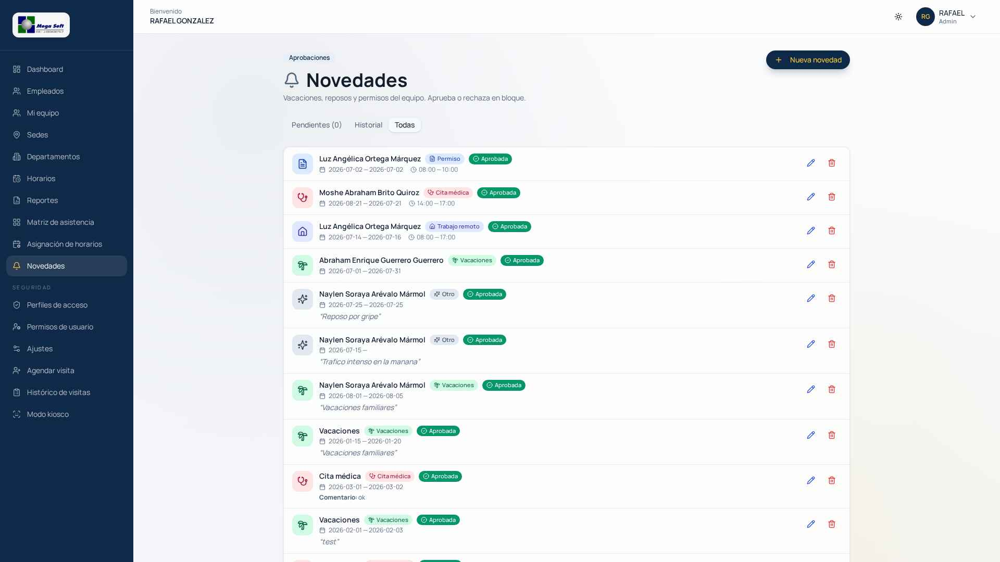 Mega Soft
RIF.: J-00343075-7
Bienvenido
RAFAEL GONZALEZ
RG
RAFAEL
Admin
Dashboard
Empleados
Mi equipo
Sedes
Departamentos
Horarios
Reportes
Matriz de asistencia
Asignación de horarios
Novedades
SEGURIDAD
Perfiles de acceso
Permisos de usuario
Ajustes
Agendar visita
Histórico de visitas
Modo kiosco
Aprobaciones
Novedades
Vacaciones, reposos y permisos del equipo. Aprueba o rechaza en bloque.
Nueva novedad
Pendientes (0) Historial Todas
Luz Angélica Ortega Márquez Permiso Aprobada
2026-07-02 — 2026-07-02 08:00 — 10:00
Moshe Abraham Brito Quiroz Cita médica Aprobada
2026-08-21 — 2026-07-21 14:00 — 17:00
Luz Angélica Ortega Márquez Trabajo remoto Aprobada
2026-07-14 — 2026-07-16 08:00 — 17:00
Abraham Enrique Guerrero Guerrero Vacaciones Aprobada
2026-07-01 — 2026-07-31
Naylen Soraya Arévalo Mármol Otro Aprobada
2026-07-25 — 2026-07-25
“Reposo por gripe”
Naylen Soraya Arévalo Mármol Otro Aprobada
2026-07-15 —
“Trafico intenso en la manana”
Naylen Soraya Arévalo Mármol Vacaciones Aprobada
2026-08-01 — 2026-08-05
“Vacaciones familiares”
Vacaciones Vacaciones Aprobada
2026-01-15 — 2026-01-20
“Vacaciones familiares”
Cita médica Cita médica Aprobada
2026-03-01 — 2026-03-02
Comentario: ok
Vacaciones Vacaciones Aprobada
2026-02-01 — 2026-02-03
“test”